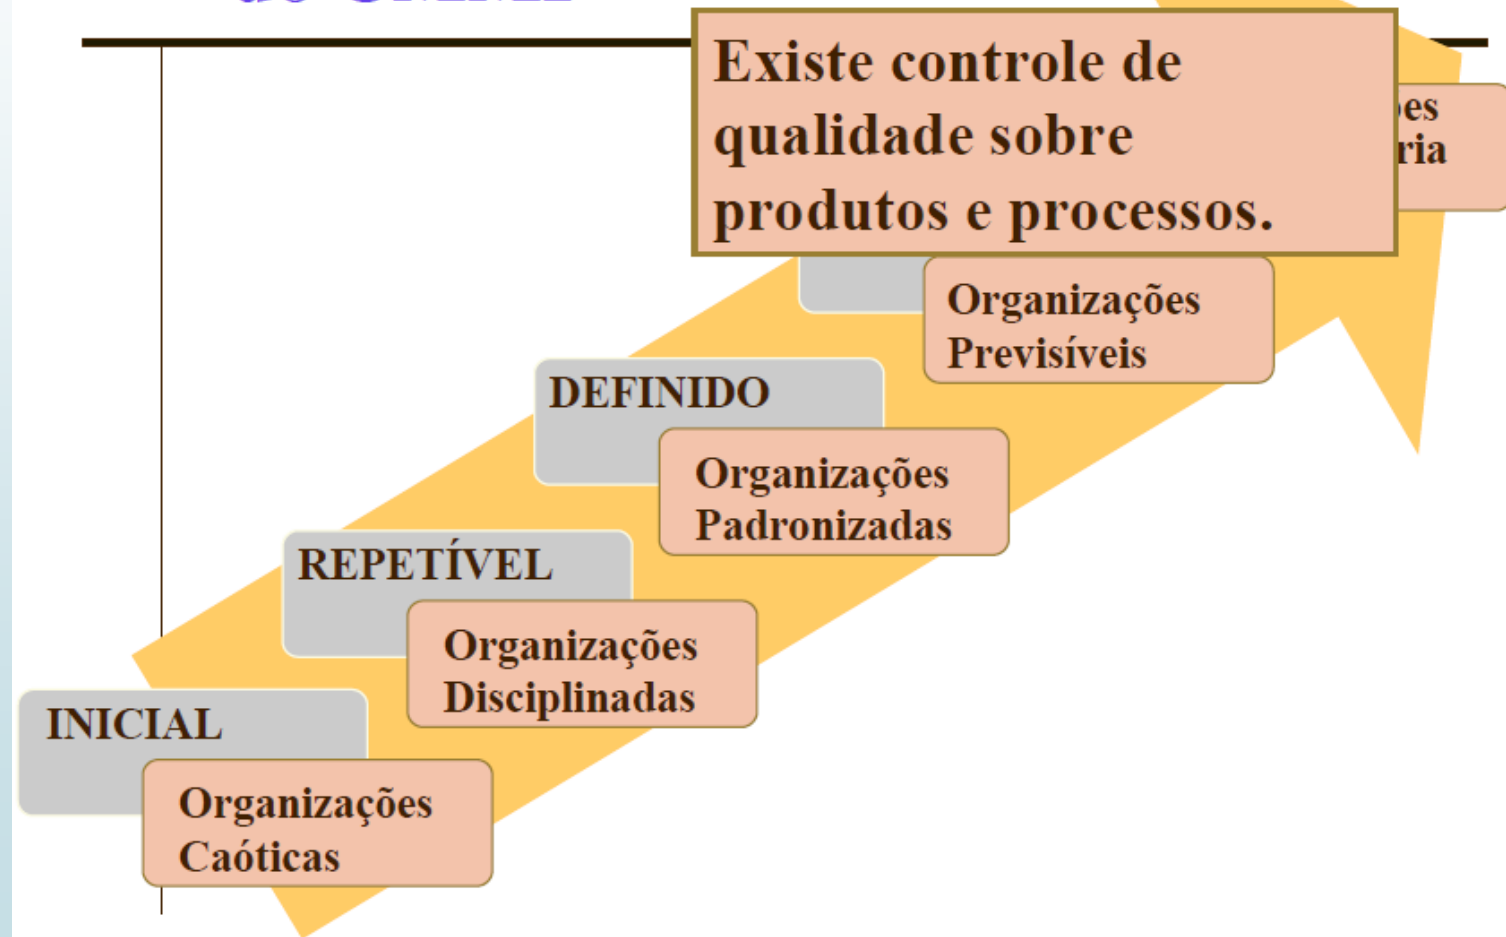 Existe controle de
qualidade sobre
produtos e processos.
Organizações
Previsíveis
DEFINIDO
Organizações
Padronizadas
REPETÍVEL
Organizações
Disciplinadas
INICIAL
Organizações
Caóticas